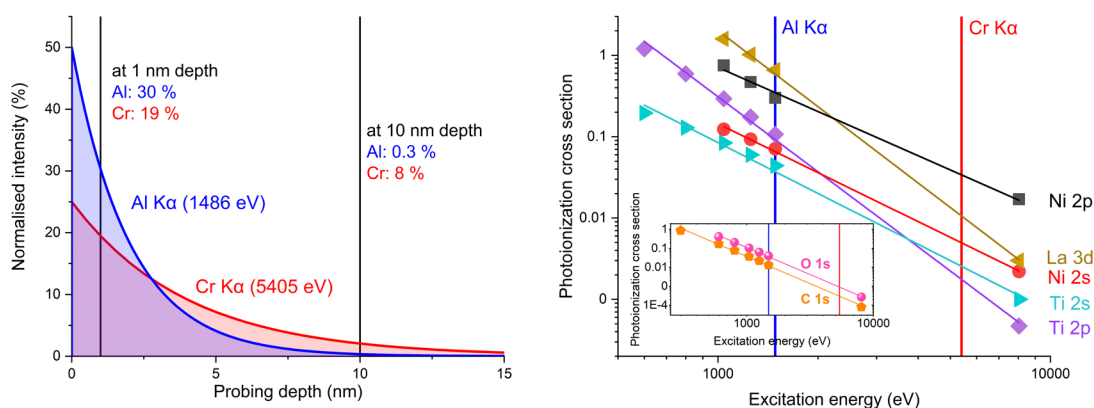 50
40
30
20
10
0
Normalised intensity (%)
at 1 nm depth
Al: 30 %
Cr: 19 %
at 10 nm depth
Al: 0.3 %
Cr: 8 %
Al Kα (1486 eV)
Cr Kα (5405 eV)
0
5
10
15
Probing depth (nm)
Al Kα
Cr Kα
1
0.1
0.01
0
Photoionization cross section
Ni 2p
La 3d
Ni 2s
Ti 2s
Ti 2p
1
0.1
0.01
0
1E-4
Photoionization cross section
O 1s
C 1s
1000
10000
Excitation energy (eV)
1000
10000
Excitation energy (eV)